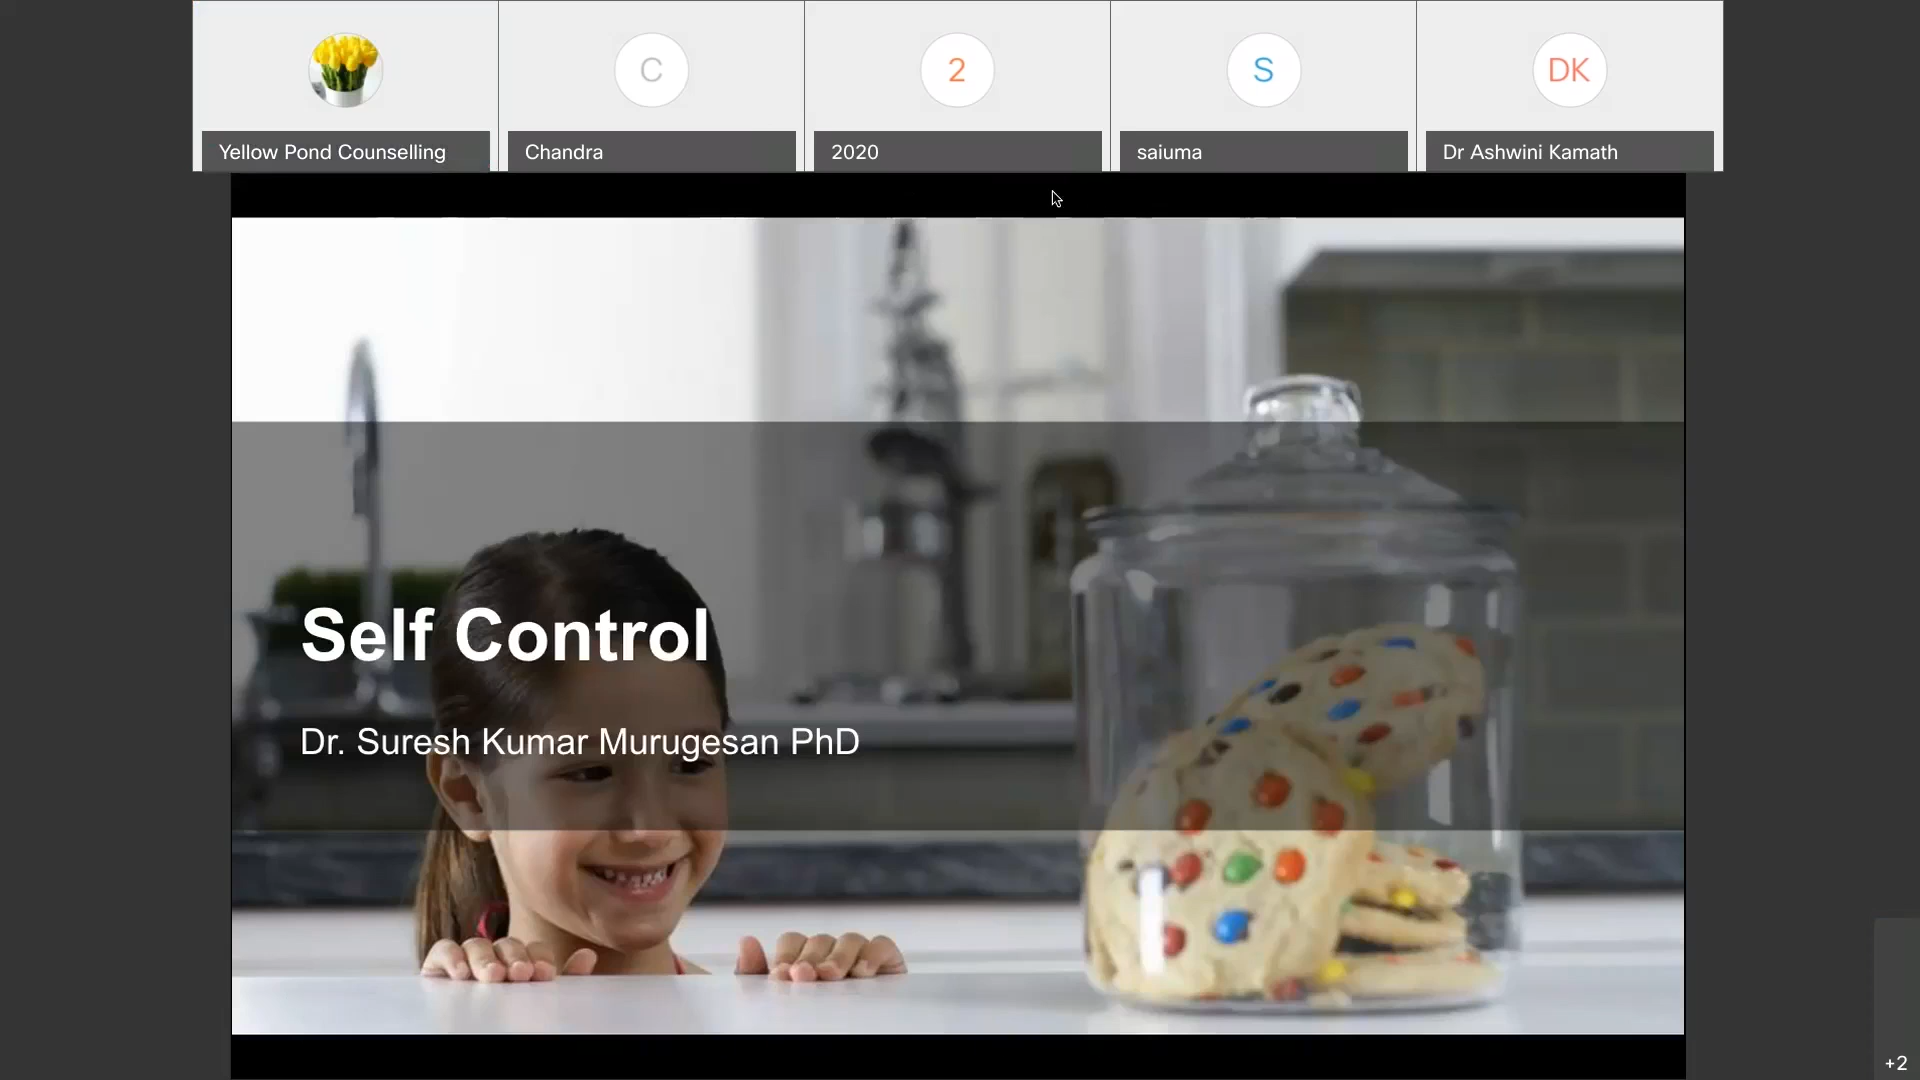 C
2
S
DK
Yellow Pond Counselling
Chandra
2020
saiuma
Dr Ashwini Kamath
Self Control
Dr. Suresh Kumar Murugesan PhD
+2